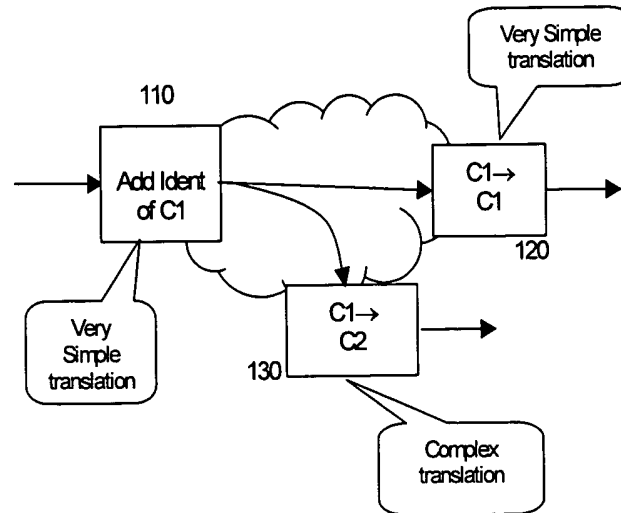 Very Simple
translation
110
Add Ident
of C1
C1→
C1
120
Very
Simple
translation
C1→
C2
130
Complex
translation